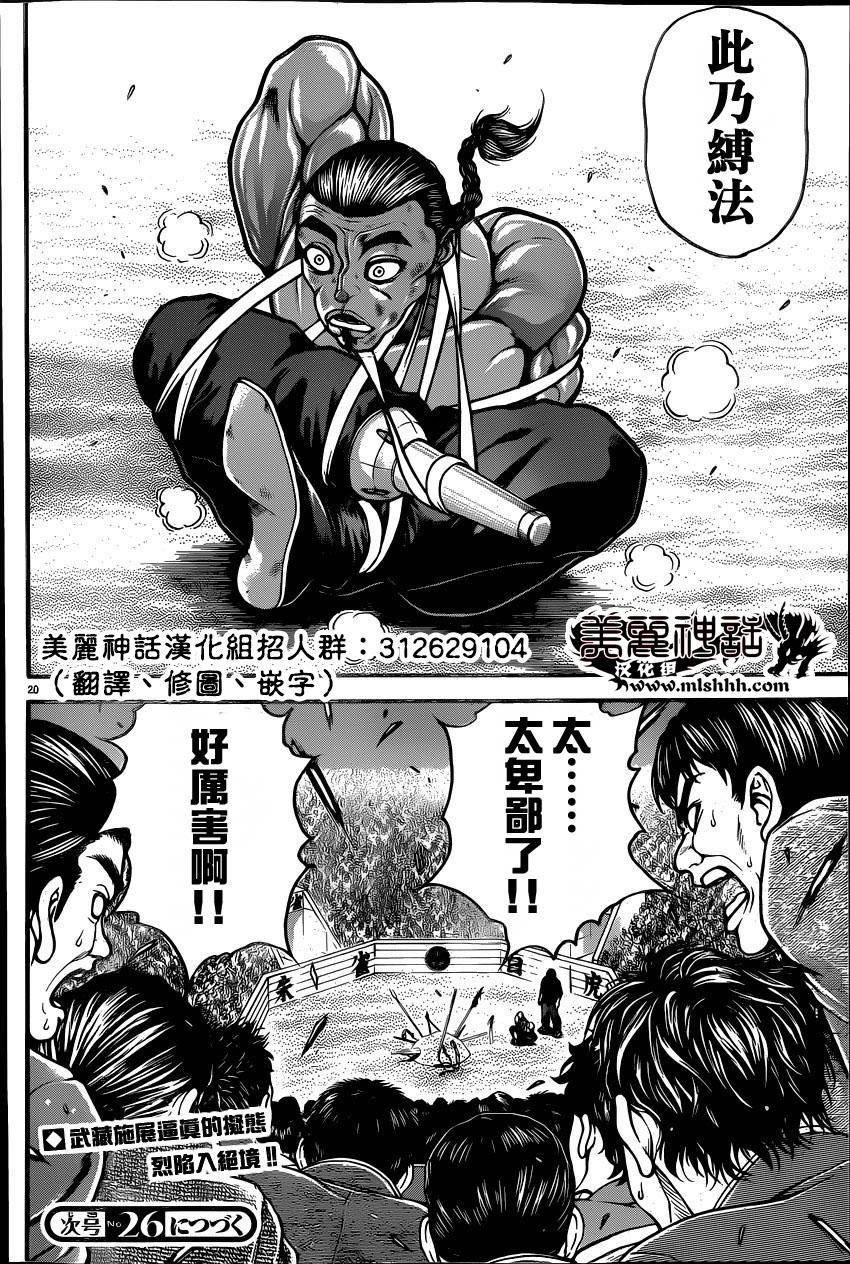 此乃縛法
美麗神話漢化組招人群：312629104
（翻譯、修圖、嵌字）
美麗神話
汉化组
www.mlshhh.com
20
太……
太卑鄙了!!
好厲害啊!!
朱雀
白虎
武藏施展逼真的擬態
烈陷入絕境!!
次号No.26につづく